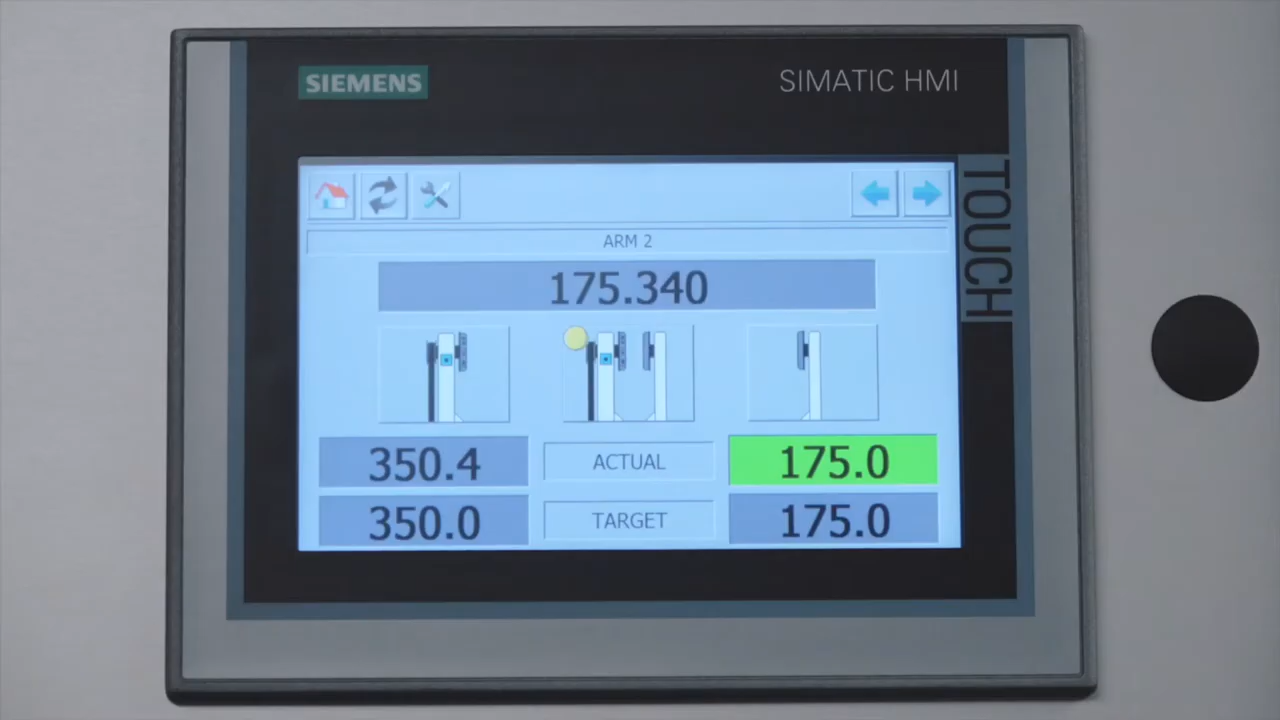 SIEMENS
SIMATIC HMI
TOUCH
ARM 2
175.340
350.4 ACTUAL 175.0
350.0 TARGET 175.0